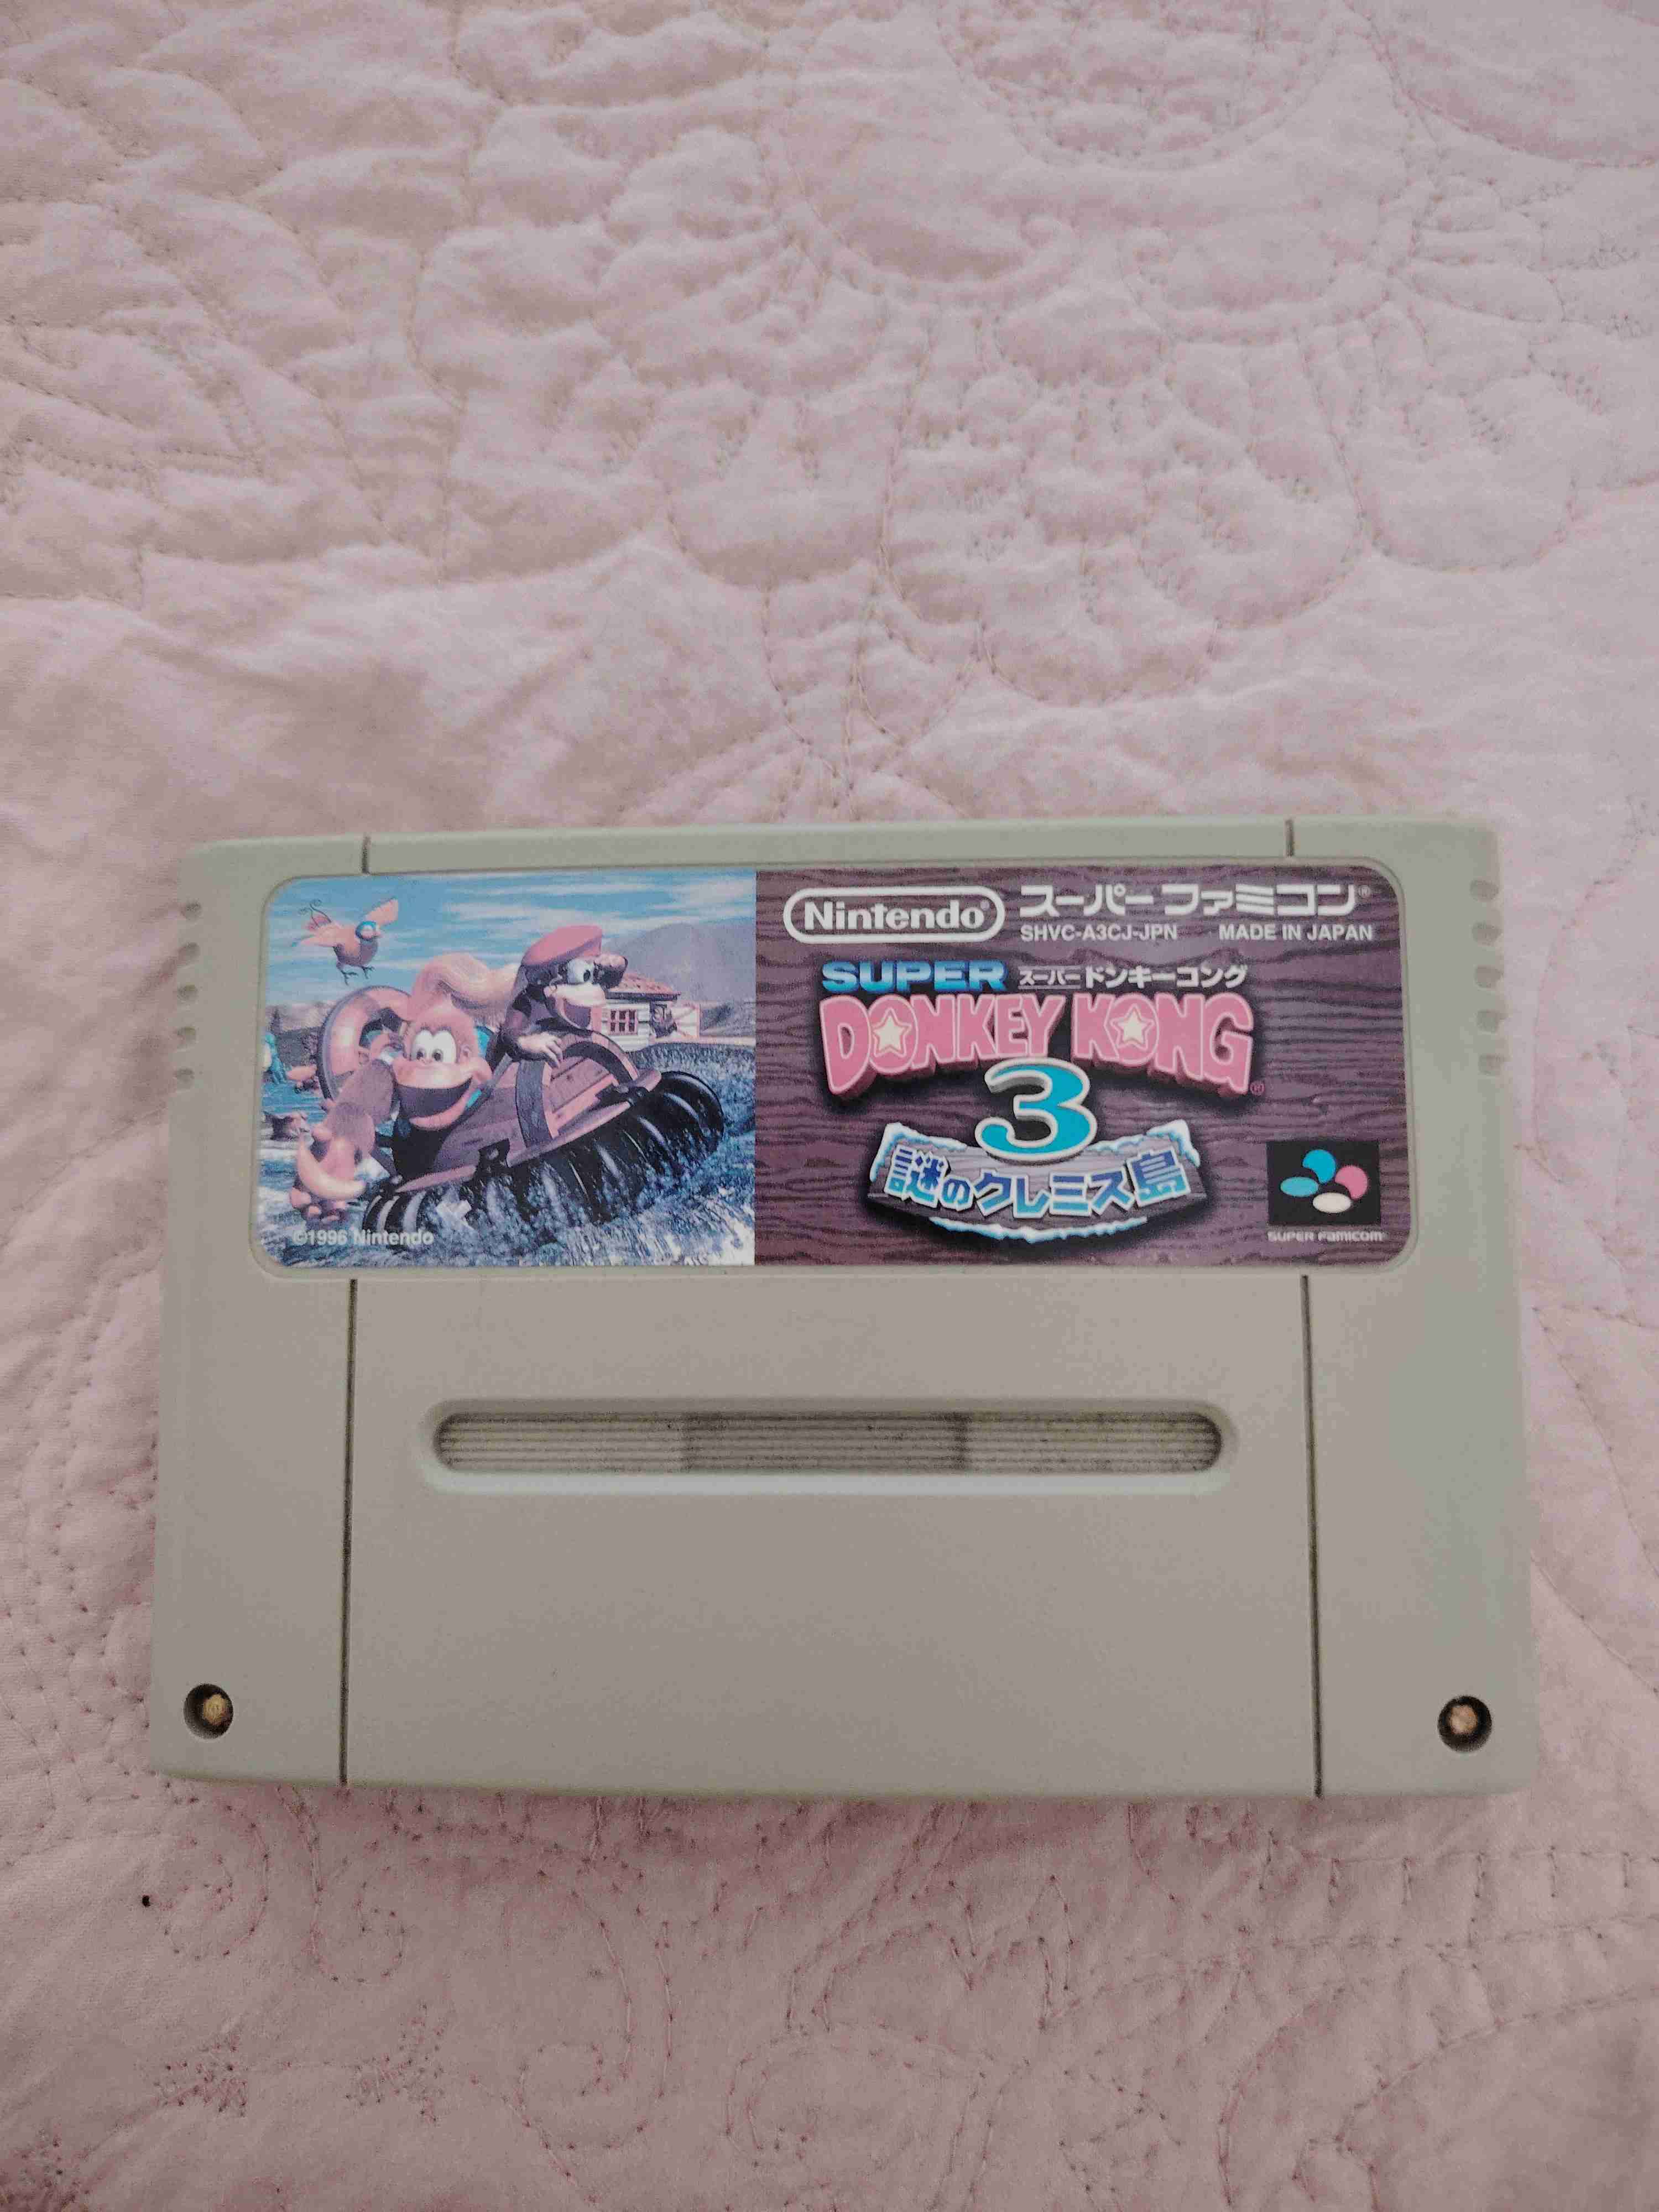 Nintendo® スーパーファミコン®
SHVC-A3CJ-JPN MADE IN JAPAN
SUPER スーパードンキーコング
DONKEY KONG®
3
謎のクレミス島
SUPER FAMICOM
©1996 Nintendo